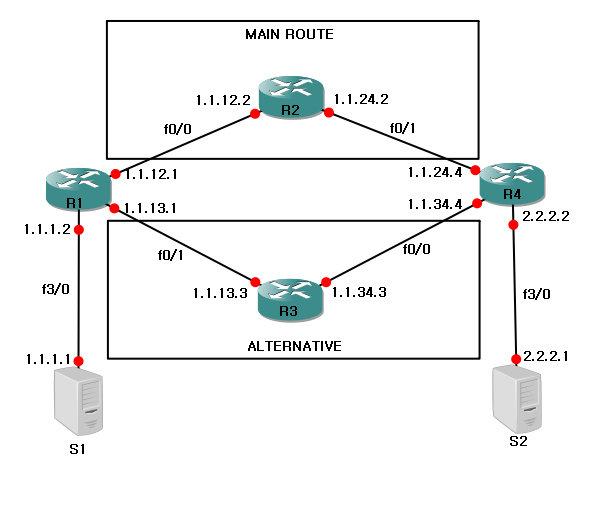 MAIN ROUTE
1.1.12.2
1.1.24.2
R2
f0/0
f0/1
1.1.12.1
1.1.24.4
R1
R4
1.1.13.1
1.1.34.4
1.1.1.2
2.2.2.2
f0/1
f0/0
f3/0
1.1.13.3
1.1.34.3
f3/0
R3
ALTERNATIVE
1.1.1.1
2.2.2.1
S1
S2